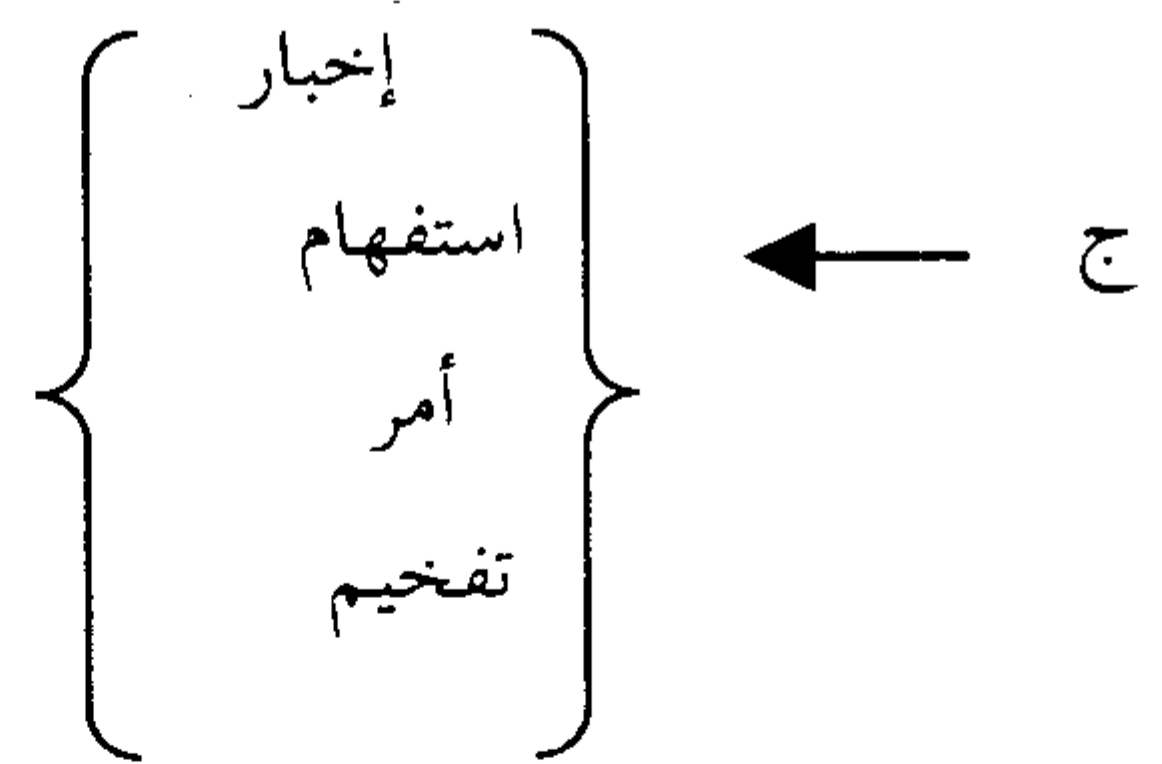 ج
إخبار
استفهام
أمر
تفخيم